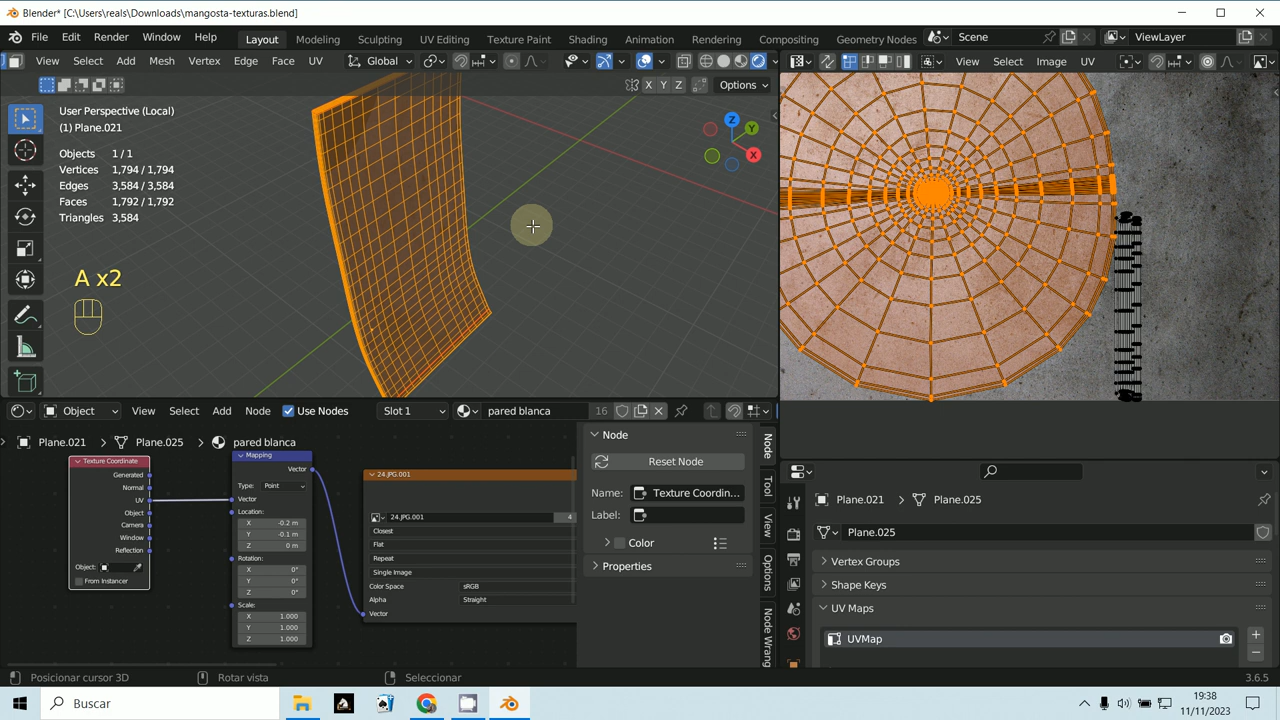 Blender* [C:\Users\reals\Downloads\mangosta-texturas.blend]
File Edit Render Window Help Layout Modeling Sculpting UV Editing Texture Paint Shading Animation Rendering Compositing Geometry Nodes Scene ViewLayer
View Select Add Mesh Vertex Edge Face UV Global View Select Image UV
X Y Z Options
User Perspective (Local)
(1) Plane.021
Objects 1 / 1
Vertices 1,794 / 1,794
Edges 3,584 / 3,584
Faces 1,792 / 1,792
Triangles 3,584
A x2
Z
Y
X
Object View Select Add Node Use Nodes Slot 1 pared blanca 16
Plane.021 Plane.025 pared blanca
Texture Coordinate
Generated
Normal
UV
Object
Camera
Window
Reflection
Object:
From Instancer
Mapping
Vector
Type: Point
Vector
Location:
X -0.2 m
Y -0.1 m
Z 0 m
Rotation:
X 0°
Y 0°
Z 0°
Scale:
X 1.000
Y 1.000
Z 1.000
24.JPG.001
24.JPG.001 4
Closest
Flat
Repeat
Single Image
Color Space sRGB
Alpha Straight
Vector
Node
Reset Node
Name: Texture Coordin...
Label:
Color
Properties
Node
Tool
View
Options
Node Wrang
Plane.021 Plane.025
Plane.025
Vertex Groups
Shape Keys
UV Maps
UVMap
Posicionar cursor 3D Rotar vista Seleccionar 3.6.5
Buscar
19:38
11/11/2023